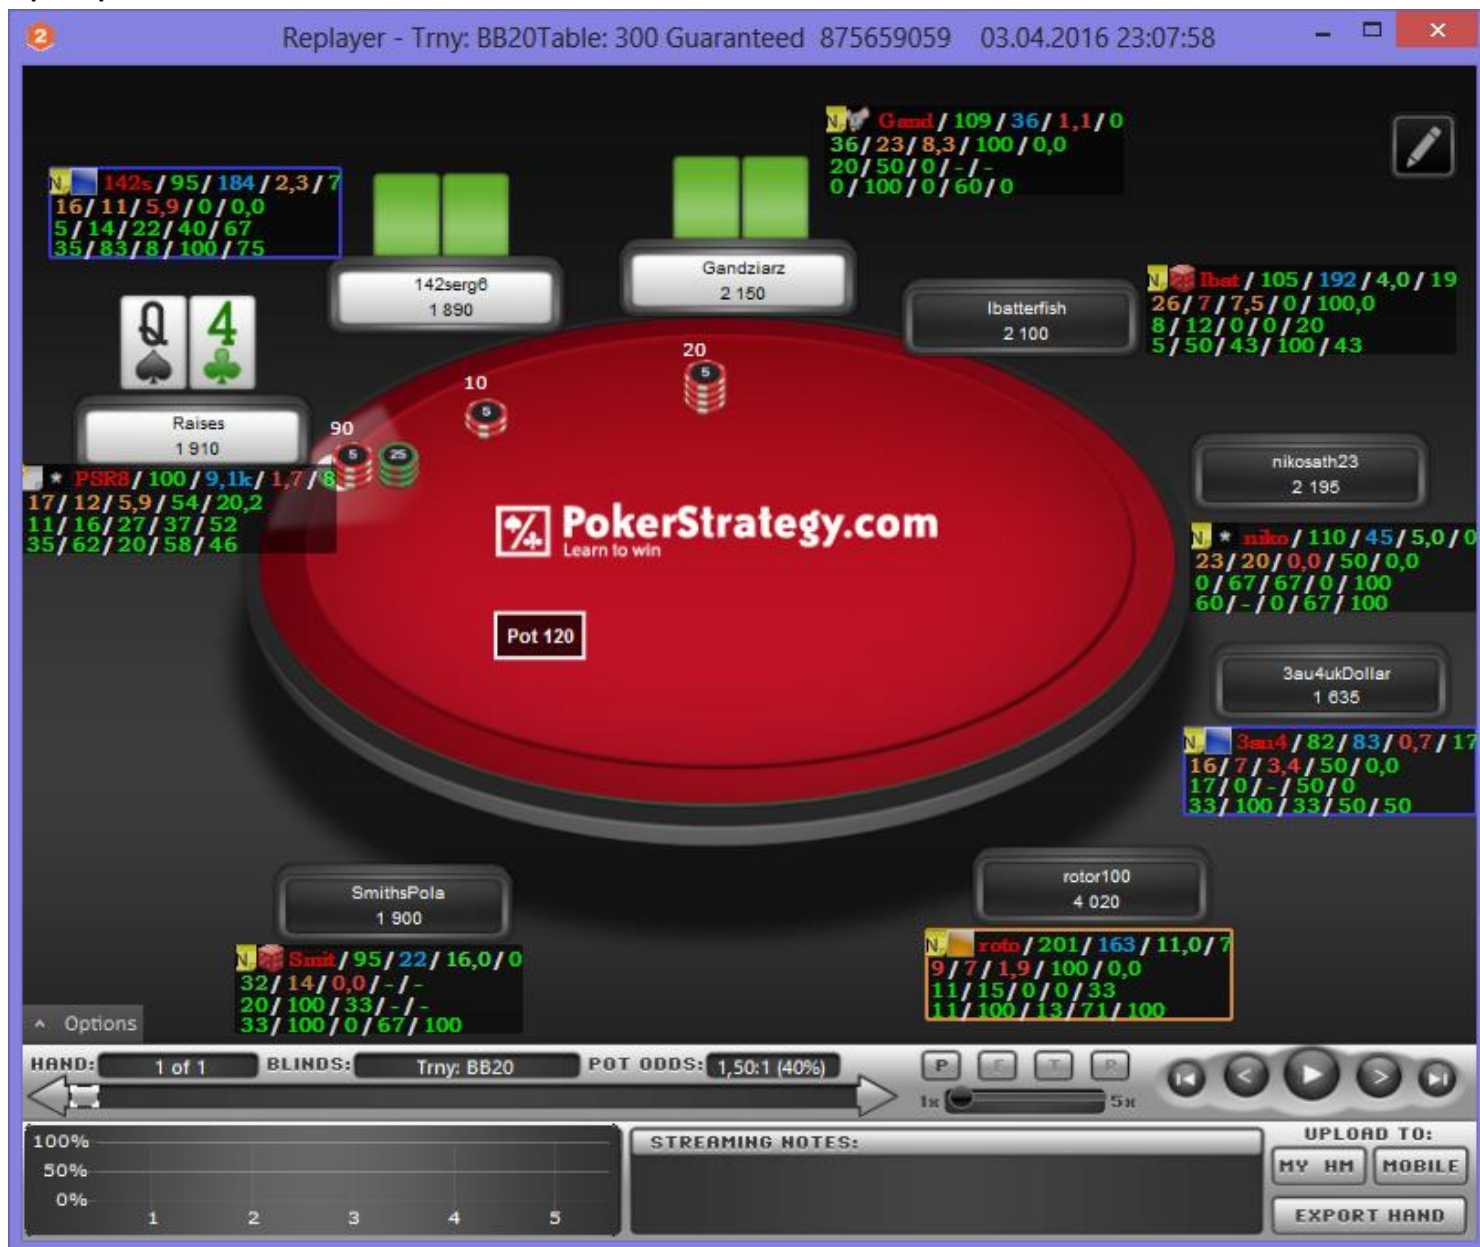 2
Replayer - Trny: BB20Table: 300 Guaranteed 875659059 03.04.2016 23:07:58
N Gand / 109 / 36 / 1,1 / 0
36 / 23 / 8,3 / 100 / 0,0
20 / 50 / 0 / - / -
0 / 100 / 0 / 60 / 0
N 142s / 95 / 184 / 2,3 / 7
16 / 11 / 5,9 / 0 / 0,0
5 / 14 / 22 / 40 / 67
35 / 83 / 8 / 100 / 75
142serg6
1 890
Gandziarz
2 150
N Ibat / 105 / 192 / 4,0 / 19
26 / 7 / 7,5 / 0 / 100,0
8 / 12 / 0 / 0 / 20
5 / 50 / 43 / 100 / 43
Ibatterfish
2 100
Q 4
Raises
1 910
20
5
10
5
90
5 25
* PSR8 / 100 / 9,1k / 1,7 / 8
17 / 12 / 5,9 / 54 / 20,2
11 / 16 / 27 / 37 / 52
35 / 62 / 20 / 58 / 46
nikosath23
2 195
PokerStrategy.com
Learn to win
N * niko / 110 / 45 / 5,0 / 0
23 / 20 / 0,0 / 50 / 0,0
0 / 67 / 67 / 0 / 100
60 / - / 0 / 67 / 100
Pot 120
3au4ukDollar
1 635
N 3au4 / 82 / 83 / 0,7 / 17
16 / 7 / 3,4 / 50 / 0,0
17 / 0 / - / 50 / 0
33 / 100 / 33 / 50 / 50
SmithsPola
1 900
rotor100
4 020
N Smit / 95 / 22 / 16,0 / 0
32 / 14 / 0,0 / - / -
20 / 100 / 33 / - / -
33 / 100 / 0 / 67 / 100
N roto / 201 / 163 / 11,0 / 7
9 / 7 / 1,9 / 100 / 0,0
11 / 15 / 0 / 0 / 33
11 / 100 / 13 / 71 / 100
^ Options
HAND: 1 of 1 BLINDS: Trny: BB20 POT ODDS: 1,50:1 (40%)
P F T R
1x 5x
100%
50%
0%
1 2 3 4 5
STREAMING NOTES:
UPLOAD TO:
MY HM MOBILE
EXPORT HAND